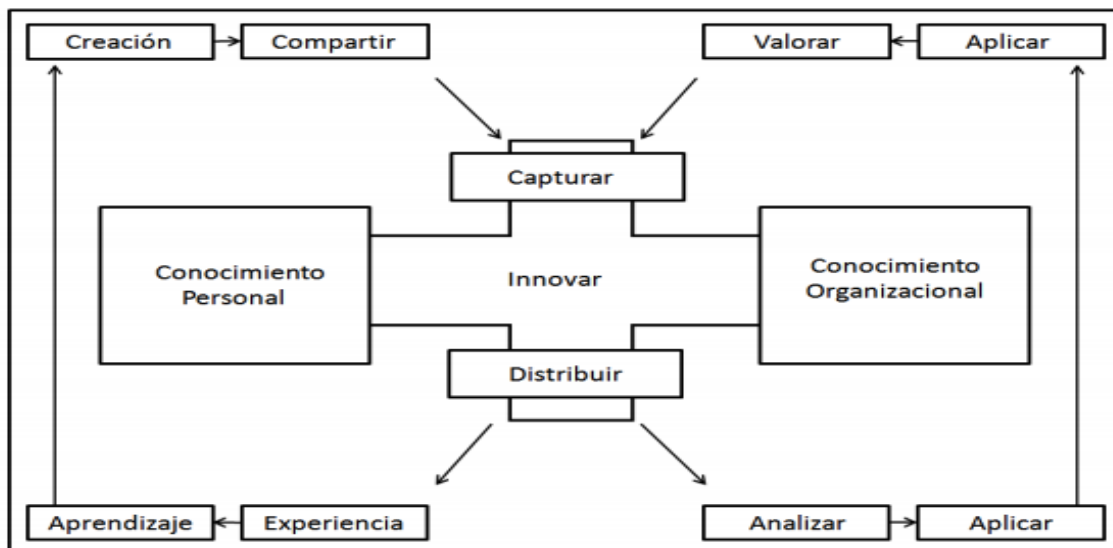 Creación
Compartir
Valorar
Aplicar
Capturar
Conocimiento
Personal
Innovar
Conocimiento
Organizacional
Distribuir
Aprendizaje
Experiencia
Analizar
Aplicar